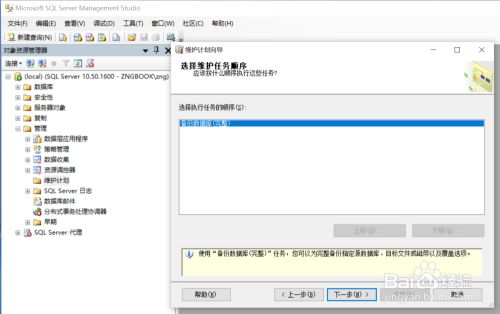 Microsoft SQL Server Management Studio
文件(F) 编辑(E) 查看(V) 调试(D) 工具(T) 窗口(W) 社区(C) 帮助(H)
新建查询(N)
对象资源管理器
连接
(local) (SQL Server 10.50.1600 - ZNGBOOK\zng)
数据库
安全性
服务器对象
复制
管理
数据层应用程序
策略管理
数据收集
资源调控器
维护计划
SQL Server 日志
数据库邮件
分布式事务处理协调器
早期
SQL Server 代理
维护计划向导
选择维护任务顺序
应该按什么顺序执行这些任务?
选择执行任务的顺序(S):
备份数据库(完整)
上移(U)...
下移(O)...
使用“备份数据库(完整)”任务，您可以为完整备份指定源数据库、目标文件或磁带以及覆盖选项。
帮助(H)
< 上一步(B)
下一步(N) >
取消
Baidu 经验
jingyan.baidu.com